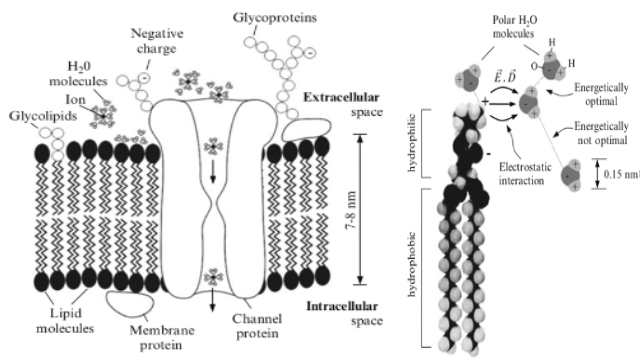 Negative
charge
Glycoproteins
H20
molecules
Ion
Glycolipids
Extracellular
space
7-8 nm
Intracellular
space
Lipid
molecules
Membrane
protein
Channel
protein
Polar H₂O
molecules
H
O
H
E, D
+
-
Energetically
optimal
Energetically
not optimal
Electrostatic
interaction
0.15 nm
hydrophilic
hydrophobic